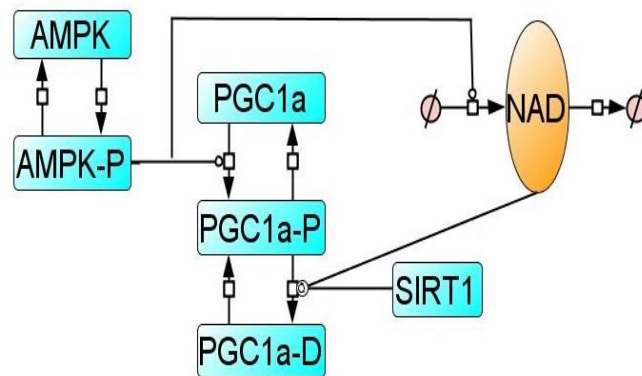 AMPK
PGC1a
NAD
AMPK-P
PGC1a-P
SIRT1
PGC1a-D